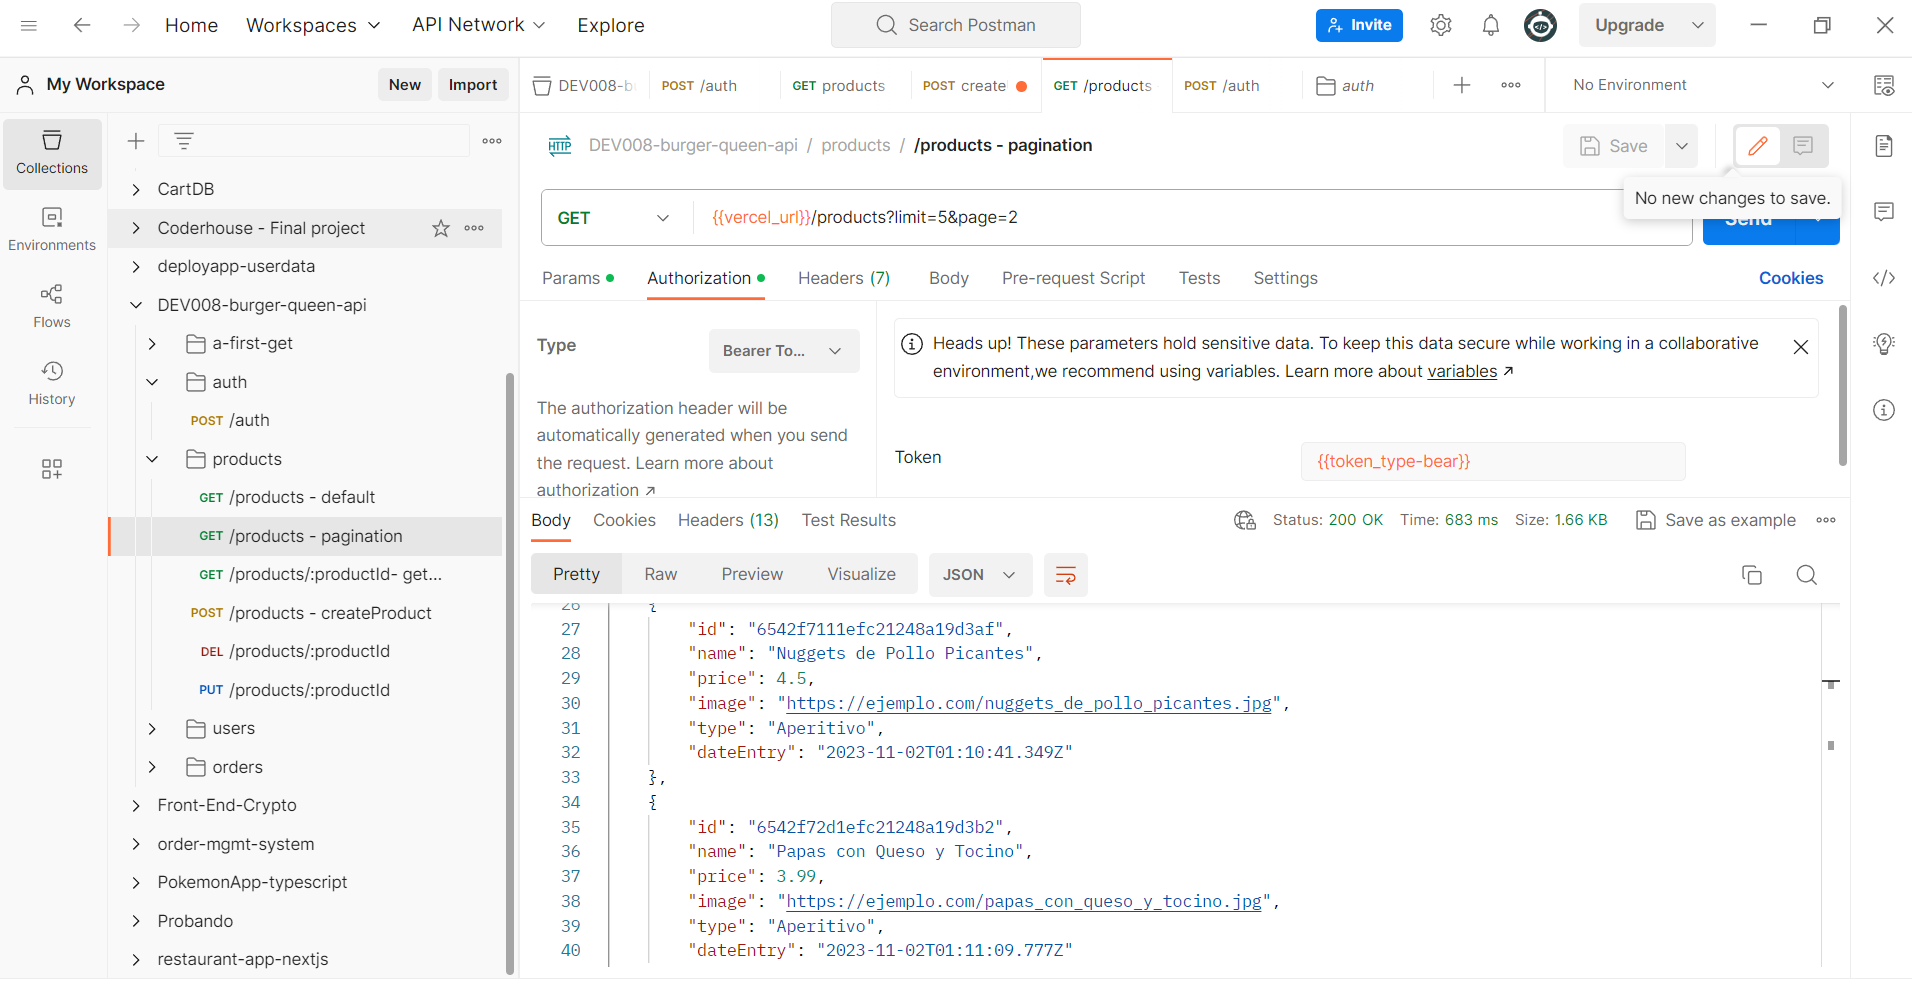 Home Workspaces API Network Explore Search Postman Invite Upgrade
My Workspace New Import
DEV008-b POST /auth GET products POST create GET /products POST /auth auth No Environment
Collections
Environments
Flows
History
CartDB
Coderhouse - Final project
deployapp-userdata
DEV008-burger-queen-api
a-first-get
auth
POST /auth
products
GET /products - default
GET /products - pagination
GET /products/:productId- get...
POST /products - createProduct
DEL /products/:productId
PUT /products/:productId
users
orders
Front-End-Crypto
order-mgmt-system
PokemonApp-typescript
Probando
restaurant-app-nextjs
HTTP DEV008-burger-queen-api / products / /products - pagination Save
No new changes to save.
GET {{vercel_url}}/products?limit=5&page=2 Send
Params Authorization Headers (7) Body Pre-request Script Tests Settings Cookies
Type Bearer To...
The authorization header will be
automatically generated when you send
the request. Learn more about
authorization ↗
Heads up! These parameters hold sensitive data. To keep this data secure while working in a collaborative
environment,we recommend using variables. Learn more about variables ↗
Token {{token_type-bear}}
Body Cookies Headers (13) Test Results Status: 200 OK Time: 683 ms Size: 1.66 KB Save as example
Pretty Raw Preview Visualize JSON
26 {
27 "id": "6542f7111efc21248a19d3af",
28 "name": "Nuggets de Pollo Picantes",
29 "price": 4.5,
30 "image": "https://ejemplo.com/nuggets_de_pollo_picantes.jpg",
31 "type": "Aperitivo",
32 "dateEntry": "2023-11-02T01:10:41.349Z"
33 },
34 {
35 "id": "6542f72d1efc21248a19d3b2",
36 "name": "Papas con Queso y Tocino",
37 "price": 3.99,
38 "image": "https://ejemplo.com/papas_con_queso_y_tocino.jpg",
39 "type": "Aperitivo",
40 "dateEntry": "2023-11-02T01:11:09.777Z"